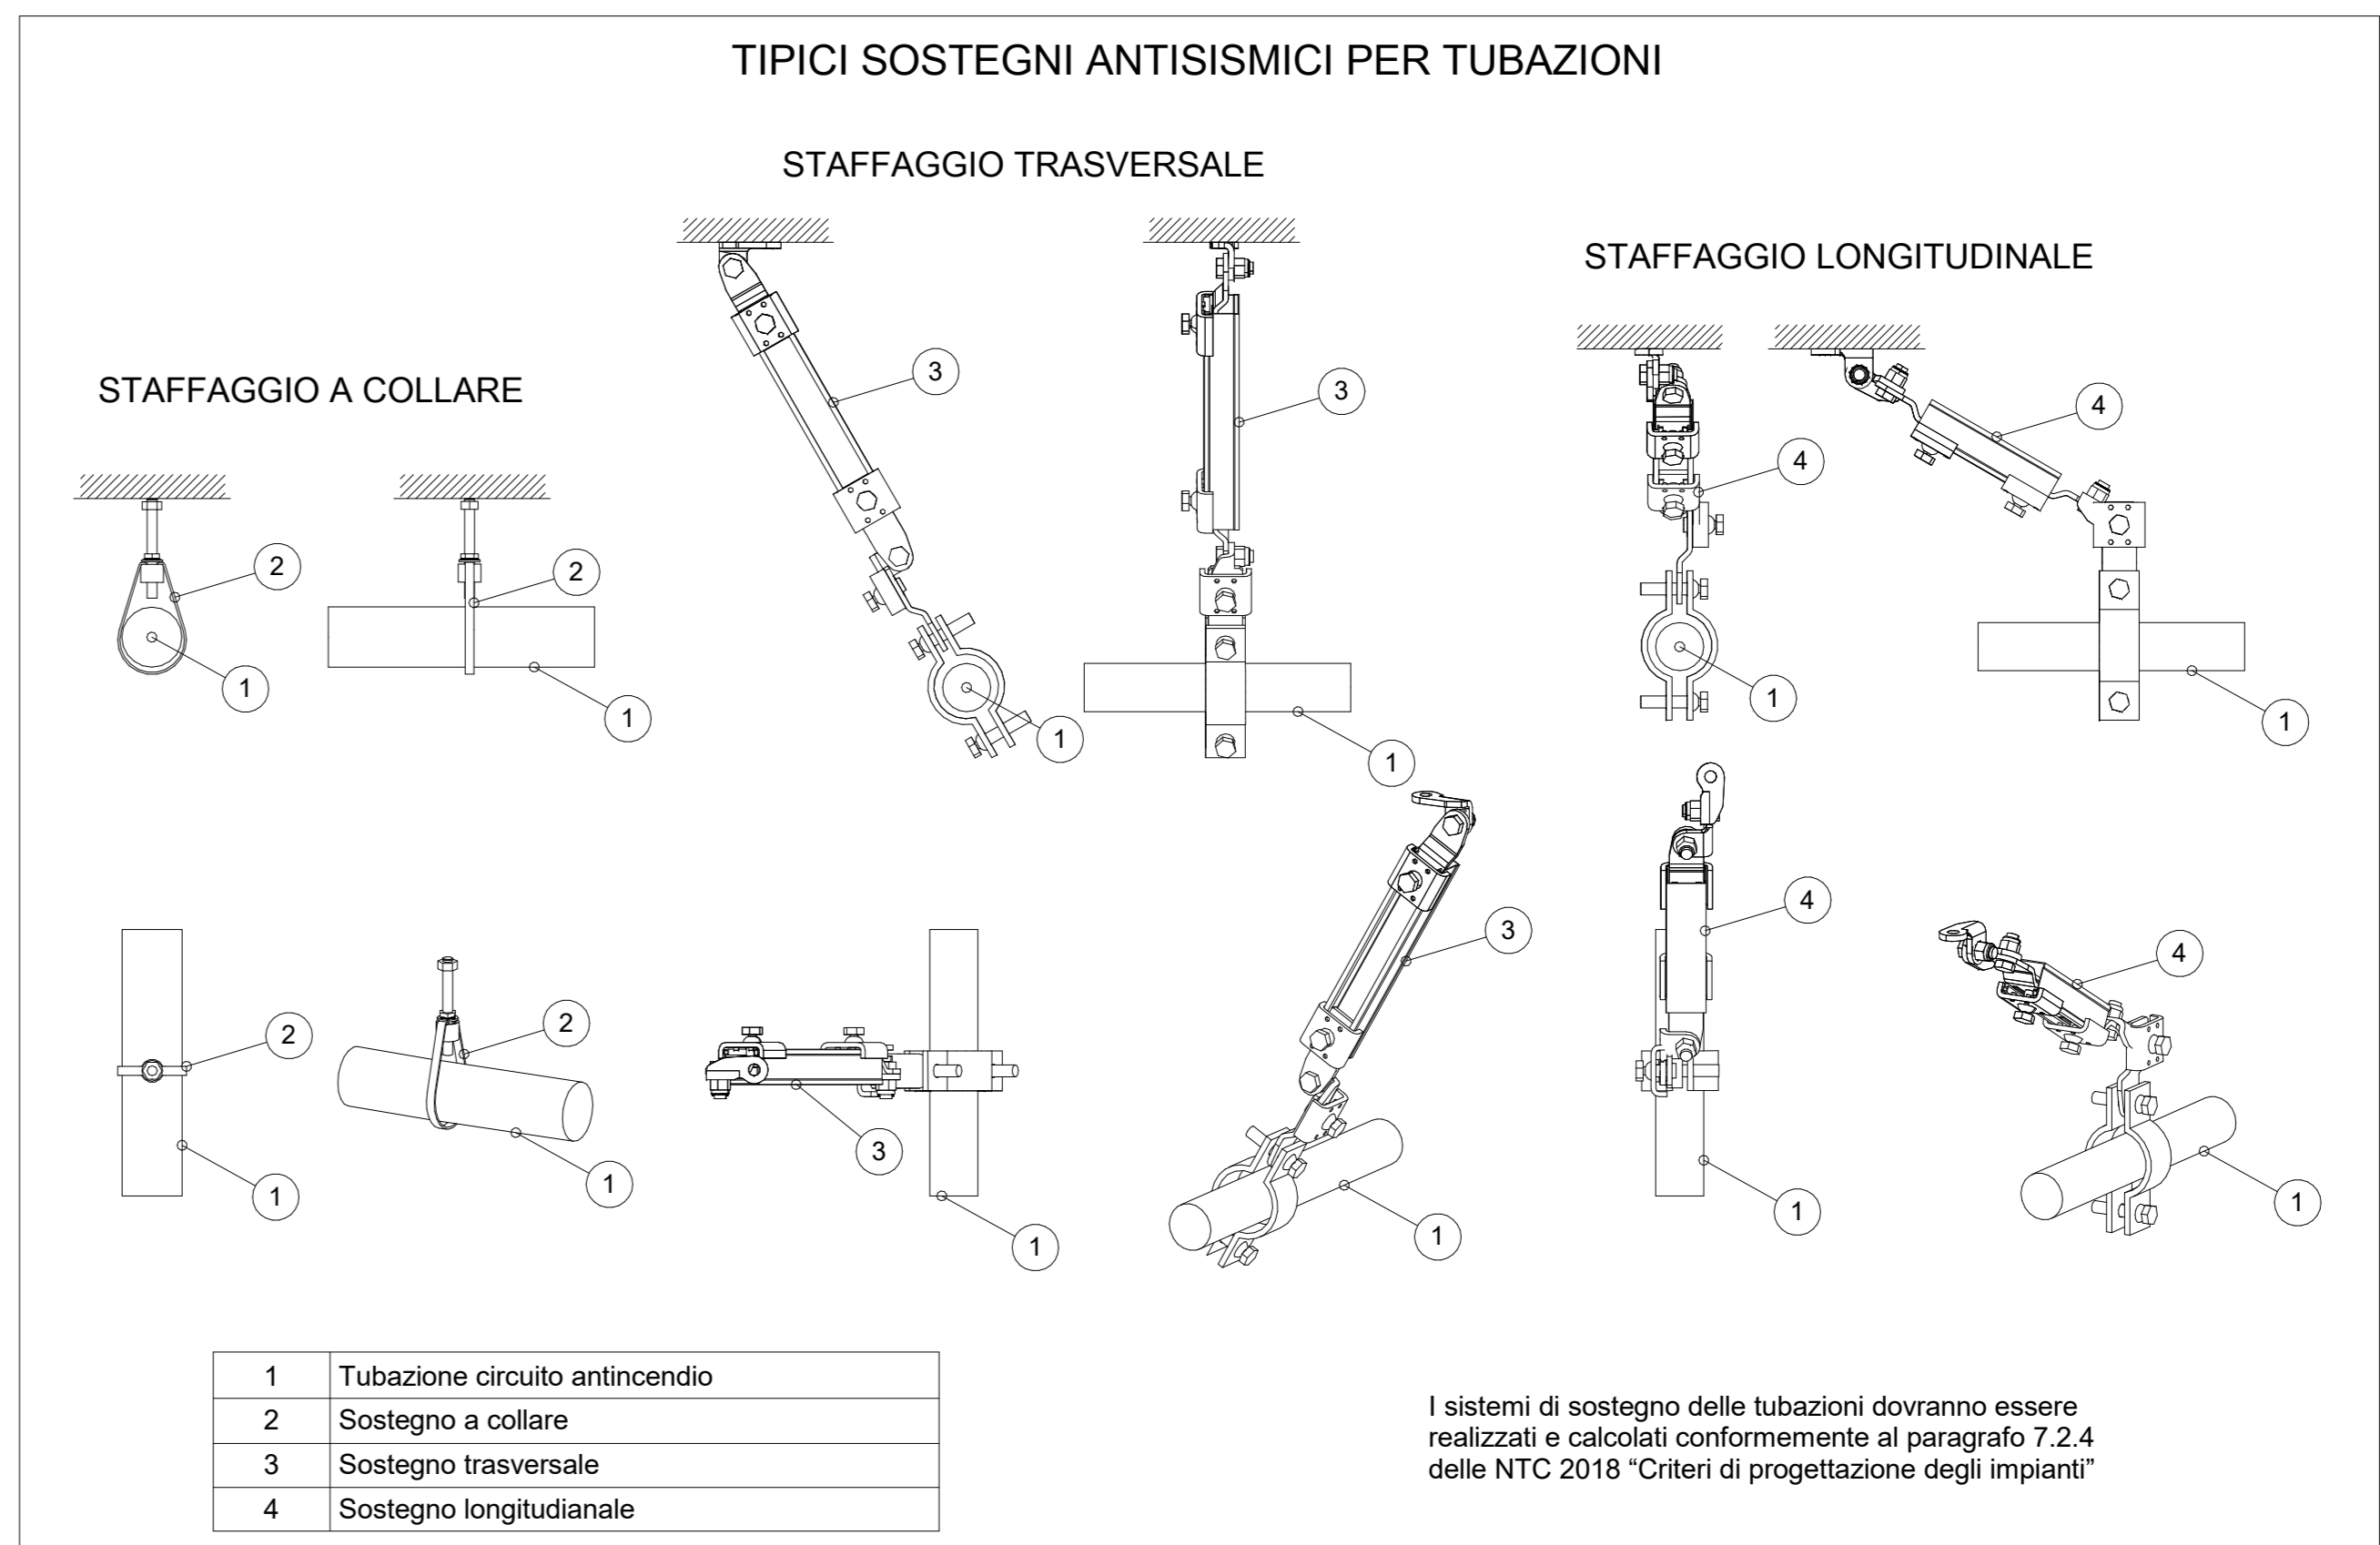 TIPICI SOSTEGNI ANTISISMICI PER TUBAZIONI
STAFFAGGIO TRASVERSALE
STAFFAGGIO LONGITUDINALE
STAFFAGGIO A COLLARE
3
3
4
4
2
2
1
1
1
1
1
1
3
4
4
2
2
3
1
1
1
1
1
1
1 Tubazione circuito antincendio
2 Sostegno a collare
3 Sostegno trasversale
4 Sostegno longitudianale
I sistemi di sostegno delle tubazioni dovranno essere
realizzati e calcolati conformemente al paragrafo 7.2.4
delle NTC 2018 “Criteri di progettazione degli impianti”